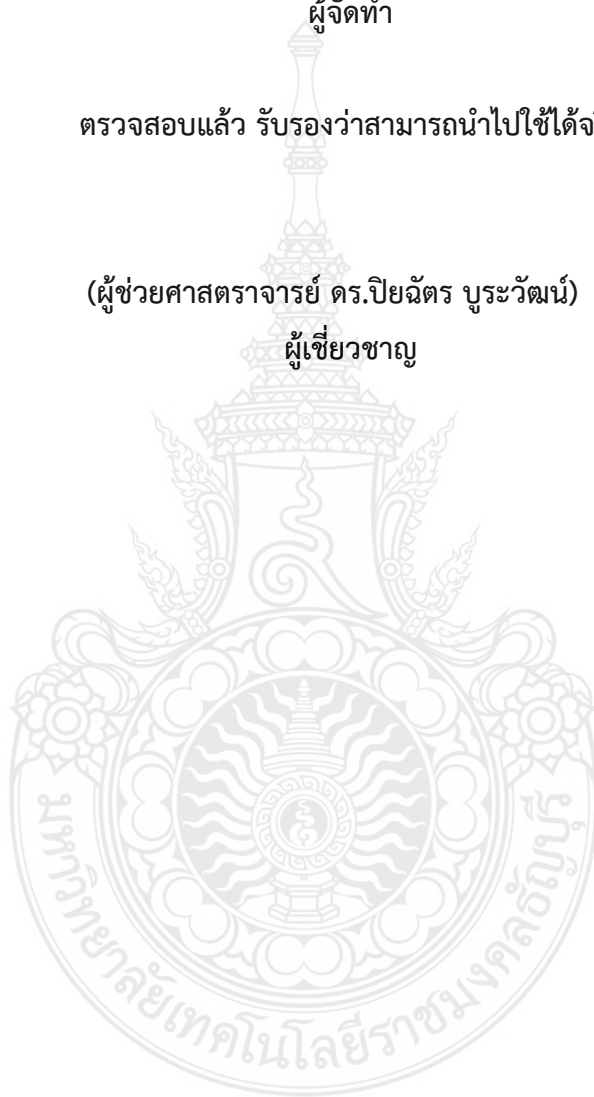 ผู้จัดทำ
ตรวจสอบแล้ว รับรองว่าสามารถนำไปใช้ได้จ
(ผู้ช่วยศาสตราจารย์ ดร.ปิยฉัตร บูระวัฒน์)
ผู้เชี่ยวชาญ
มหาวิทยาลัยเทคโนโลยีราชมงคลธัญบุรี